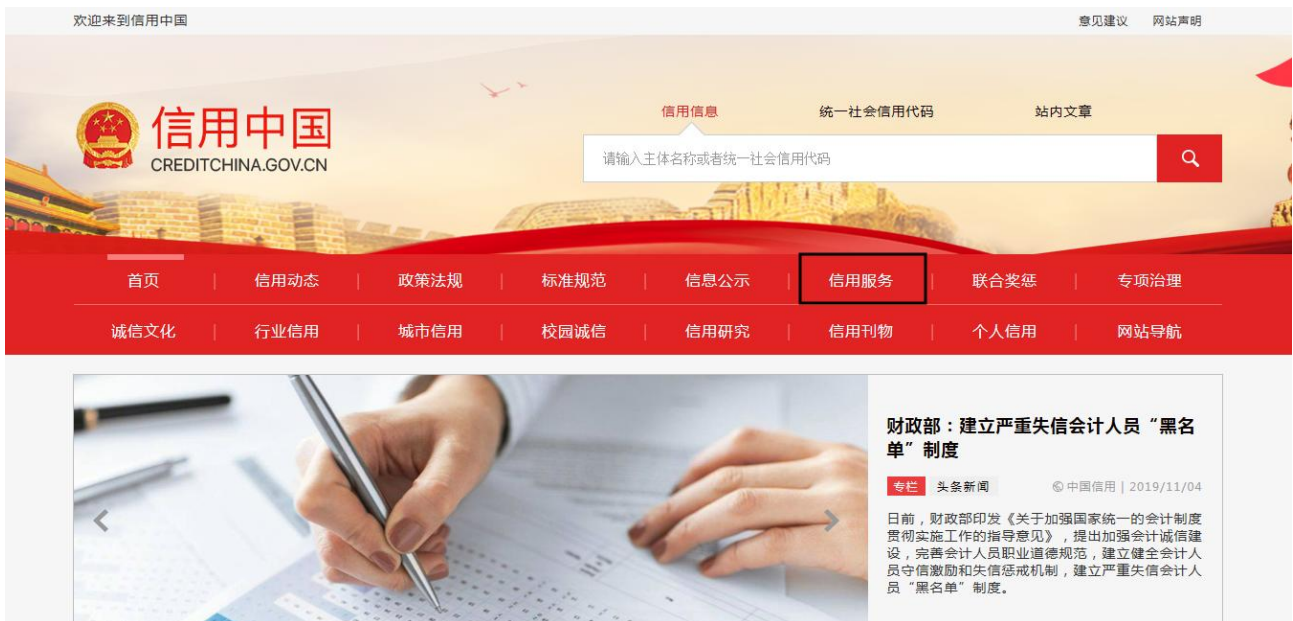 欢迎来到信用中国
意见建议 网站声明
信用中国
CREDITCHINA.GOV.CN
信用信息 统一社会信用代码 站内文章
请输入主体名称或者统一社会信用代码
首页 | 信用动态 | 政策法规 | 标准规范 | 信息公示 | 信用服务 | 联合奖惩 | 专项治理
诚信文化 | 行业信用 | 城市信用 | 校园诚信 | 信用研究 | 信用刊物 | 个人信用 | 网站导航
财政部：建立严重失信会计人员“黑名
单”制度
专栏 头条新闻 中国信用 | 2019/11/04
日前，财政部印发《关于加强国家统一的会计制度
贯彻实施工作的指导意见》，提出加强会计诚信建
设，完善会计人员职业道德规范，建立健全会计人
员守信激励和失信惩戒机制，建立严重失信会计人
员“黑名单”制度。